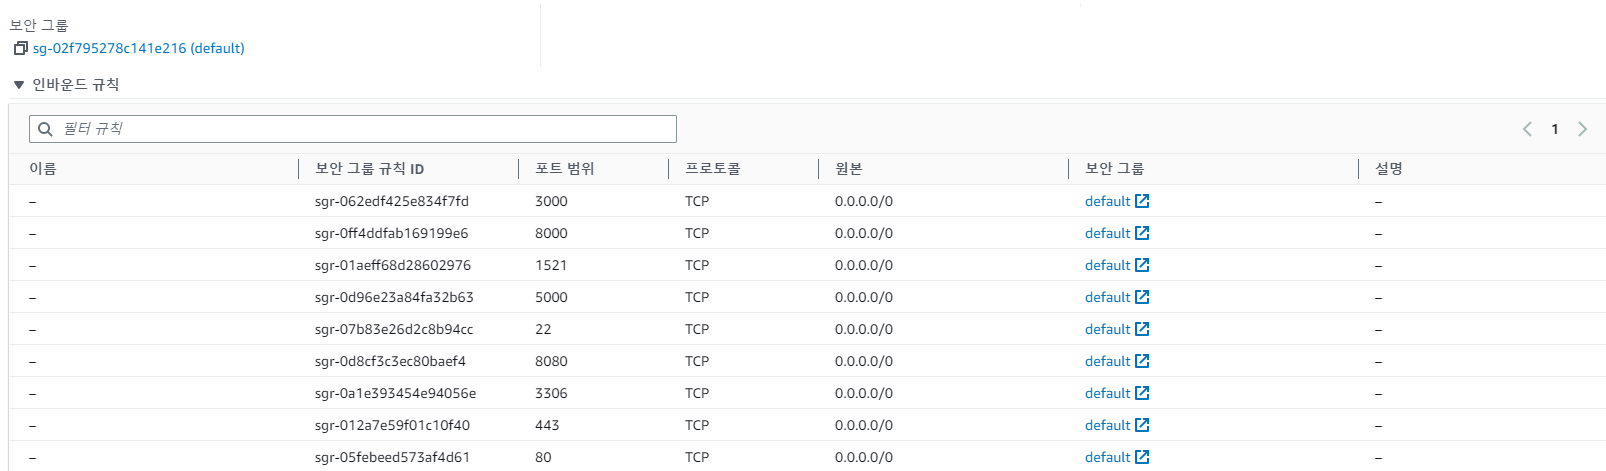 보안 그룹
sg-02f795278c141e216 (default)
▼ 인바운드 규칙
필터 규칙
1
이름 보안 그룹 규칙 ID 포트 범위 프로토콜 원본 보안 그룹 설명
– sgr-062edf425e834f7fd 3000 TCP 0.0.0.0/0 default –
– sgr-0ff4ddfab169199e6 8000 TCP 0.0.0.0/0 default –
– sgr-01aeff68d28602976 1521 TCP 0.0.0.0/0 default –
– sgr-0d96e23a84fa32b63 5000 TCP 0.0.0.0/0 default –
– sgr-07b83e26d2c8b94cc 22 TCP 0.0.0.0/0 default –
– sgr-0d8cf3c3ec80baef4 8080 TCP 0.0.0.0/0 default –
– sgr-0a1e393454e94056e 3306 TCP 0.0.0.0/0 default –
– sgr-012a7e59f01c10f40 443 TCP 0.0.0.0/0 default –
– sgr-05febeed573af4d61 80 TCP 0.0.0.0/0 default –